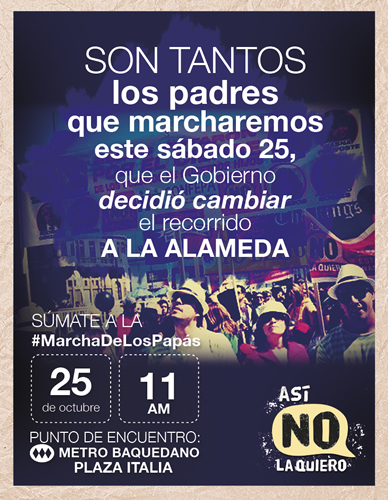 SON TANTOS
los padres
que marcharemos
este sábado 25,
que el Gobierno
decidió cambiar
el recorrido
A LA ALAMEDA
SÚMATE A LA
#MarchaDeLosPapás
25
de octubre
11
AM
PUNTO DE ENCUENTRO:
METRO BAQUEDANO
PLAZA ITALIA
ASÍ
NO
LA QUIERO